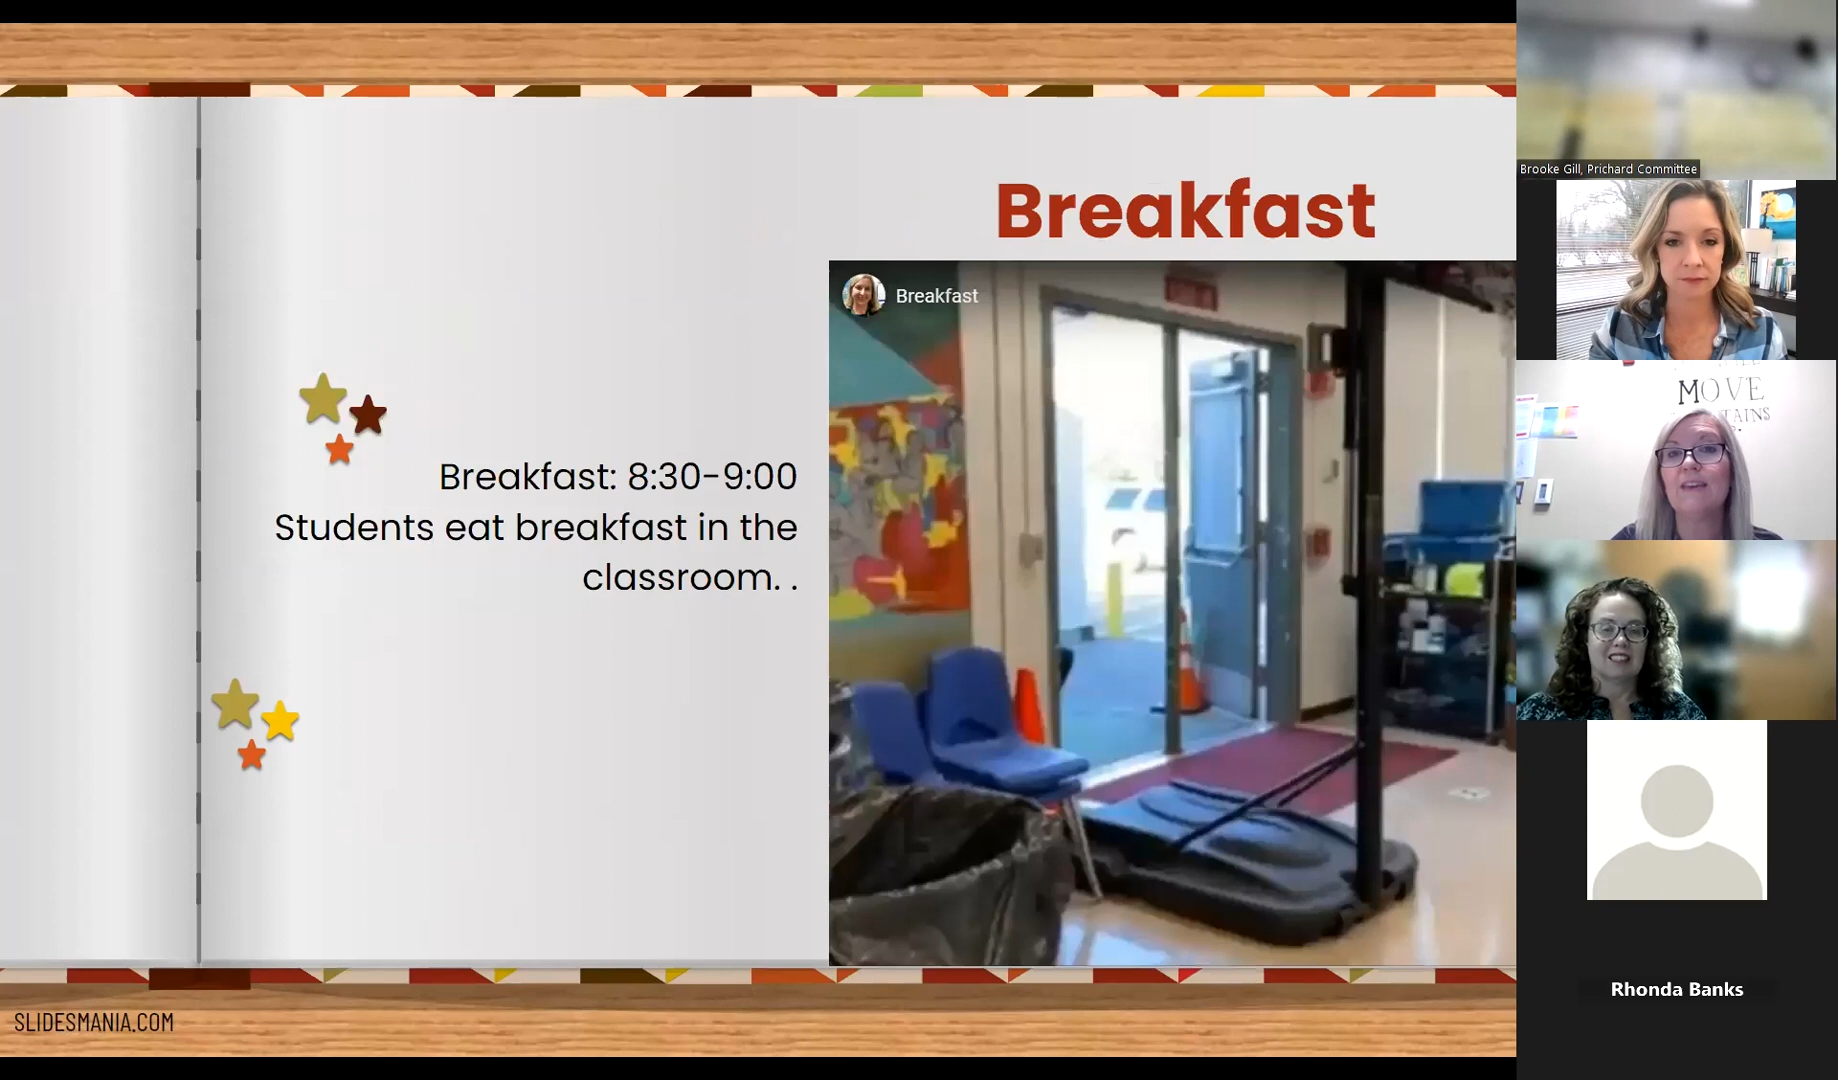 Breakfast
Breakfast
Breakfast: 8:30-9:00
Students eat breakfast in the
classroom. .
SLIDESMANIA.COM
Brooke Gill, Prichard Committee
MOVE
Rhonda Banks